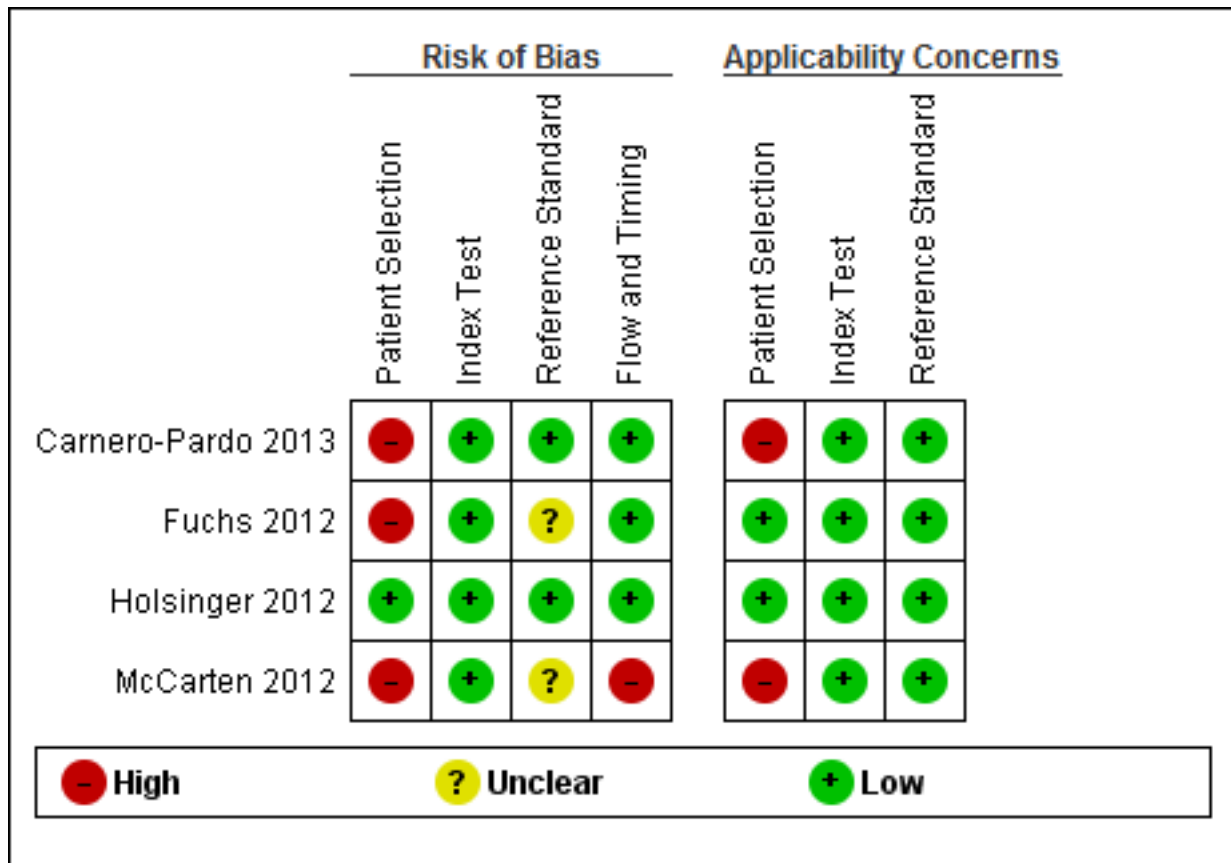 Risk of Bias Applicability Concerns
Patient Selection
Index Test
Reference Standard
Flow and Timing
Patient Selection
Index Test
Reference Standard
Carnero-Pardo 2013 – + + + – + +
Fuchs 2012 – + ? + + + +
Holsinger 2012 + + + + + + +
McCarten 2012 – + ? – – + +
– High ? Unclear + Low